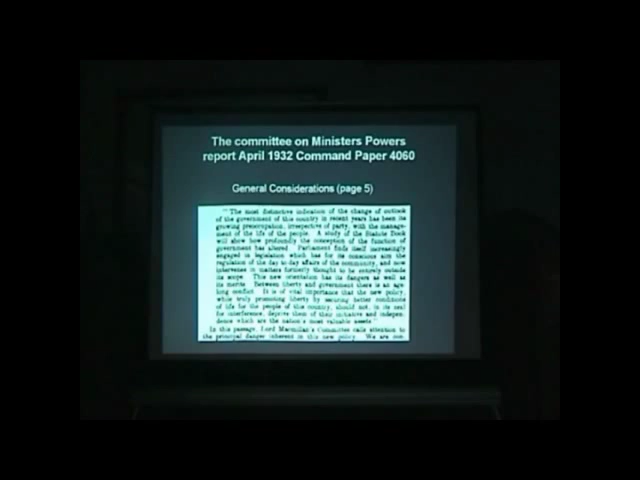 The committee on Ministers Powers
report April 1932 Command Paper 4060
General Considerations (page 5)
"The most distinctive indication of the change of outlook
of the government of this country in recent years has been its
growing preoccupation, irrespective of party, with the manage-
ment of the life of the people. A study of the Statute Book
will show how profoundly the conception of the function of
government has altered. Parliament finds itself increasingly
engaged in legislation which has for its conscious aim the
regulation of the day to day affairs of the community, and now
intervenes in matters formerly thought to be entirely outside
its scope. This new orientation has its dangers as well as
its merits. Between liberty and government there is an age-
long conflict. It is of vital importance that the new policy,
while truly promoting liberty by securing better conditions
of life for the people of this country, should not, in its zeal
for interference, deprive them of their initiative and indepen-
dence which are the nation's most valuable assets."
In this passage, Lord Macmillan's Committee calls attention to
the principal danger inherent in this new policy. We are con-